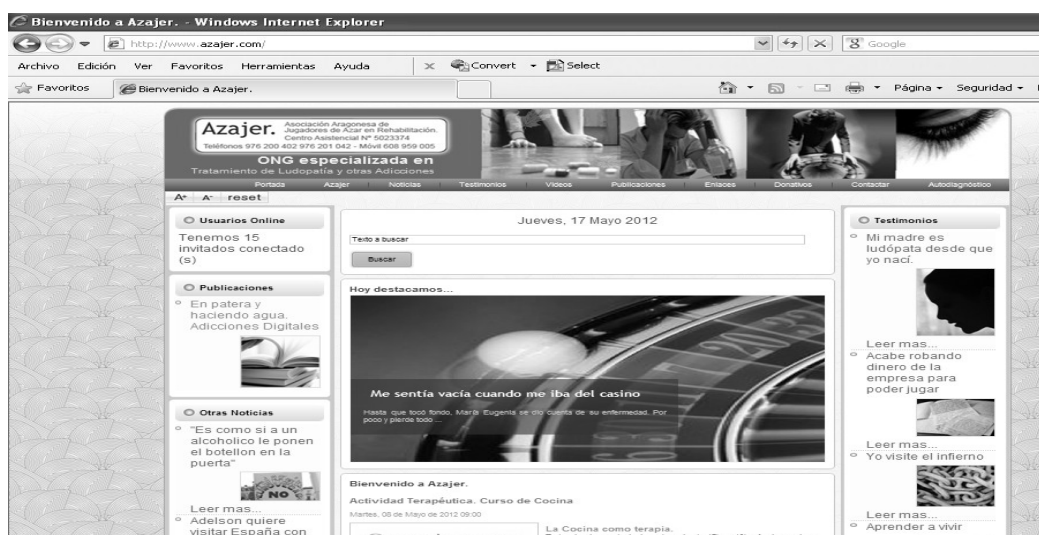 Bienvenido a Azajer. - Windows Internet Explorer
http://www.azajer.com/
Google
Archivo Edición Ver Favoritos Herramientas Ayuda Convert Select
Favoritos Bienvenido a Azajer. Página Seguridad
Azajer. Asociación Aragonesa de
Jugadores de Azar en Rehabilitación.
Centro Asistencial Nº 5023374
Teléfonos 976 200 402 976 201 042 - Móvil 608 959 005
ONG especializada en
Tratamiento de Ludopatía y otras Adicciones
Portada Azajer Noticias Testimonios Videos Publicaciones Enlaces Donativos Contactar Autodiagnóstico
A+ A- reset
Usuarios Online
Tenemos 15
invitados conectado
(s)
Publicaciones
En patera y
haciendo agua.
Adicciones Digitales
Otras Noticias
"Es como si a un
alcoholico le ponen
el botellon en la
puerta"
NO
Leer mas...
Adelson quiere
visitar España con
Jueves, 17 Mayo 2012
Texto a buscar
Buscar
Hoy destacamos...
Me sentía vacía cuando me iba del casino
Hasta que tocó fondo, María Eugenia se dio cuenta de su enfermedad. Por
poco y pierde todo ...
Bienvenido a Azajer.
Actividad Terapéutica. Curso de Cocina
Martes, 08 de Mayo de 2012 09:00
La Cocina como terapia.
Testimonios
Mi madre es
ludópata desde que
yo nací.
Leer mas...
Acabe robando
dinero de la
empresa para
poder jugar
Leer mas...
Yo visite el infierno
Leer mas...
Aprender a vivir